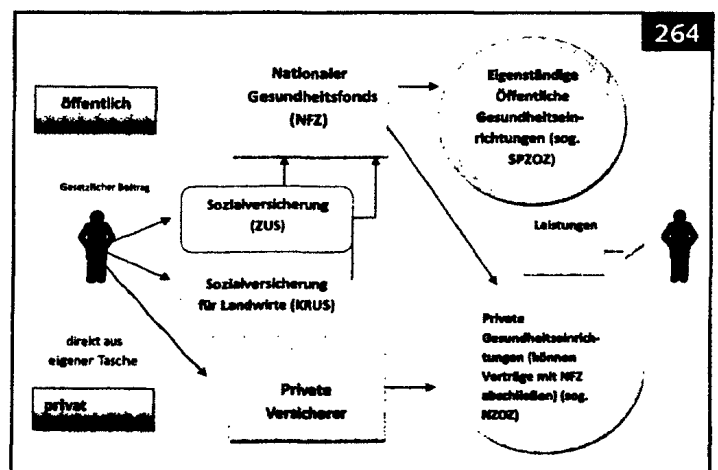 264
öffentlich
Nationaler
Gesundheitsfonds
(NFZ)
Eigenständige
Öffentliche
Gesundheitsein-
richtungen (sog.
SPZOZ)
Gesetzlicher Beitrag
Sozialversicherung
(ZUS)
Leistungen
Sozialversicherung
für Landwirte (KRUS)
direkt aus
eigener Tasche
privat
Private
Versicherer
Private
Gesundheitseinrich-
tungen (können
Verträge mit NFZ
abschließen) (sog.
NZOZ)